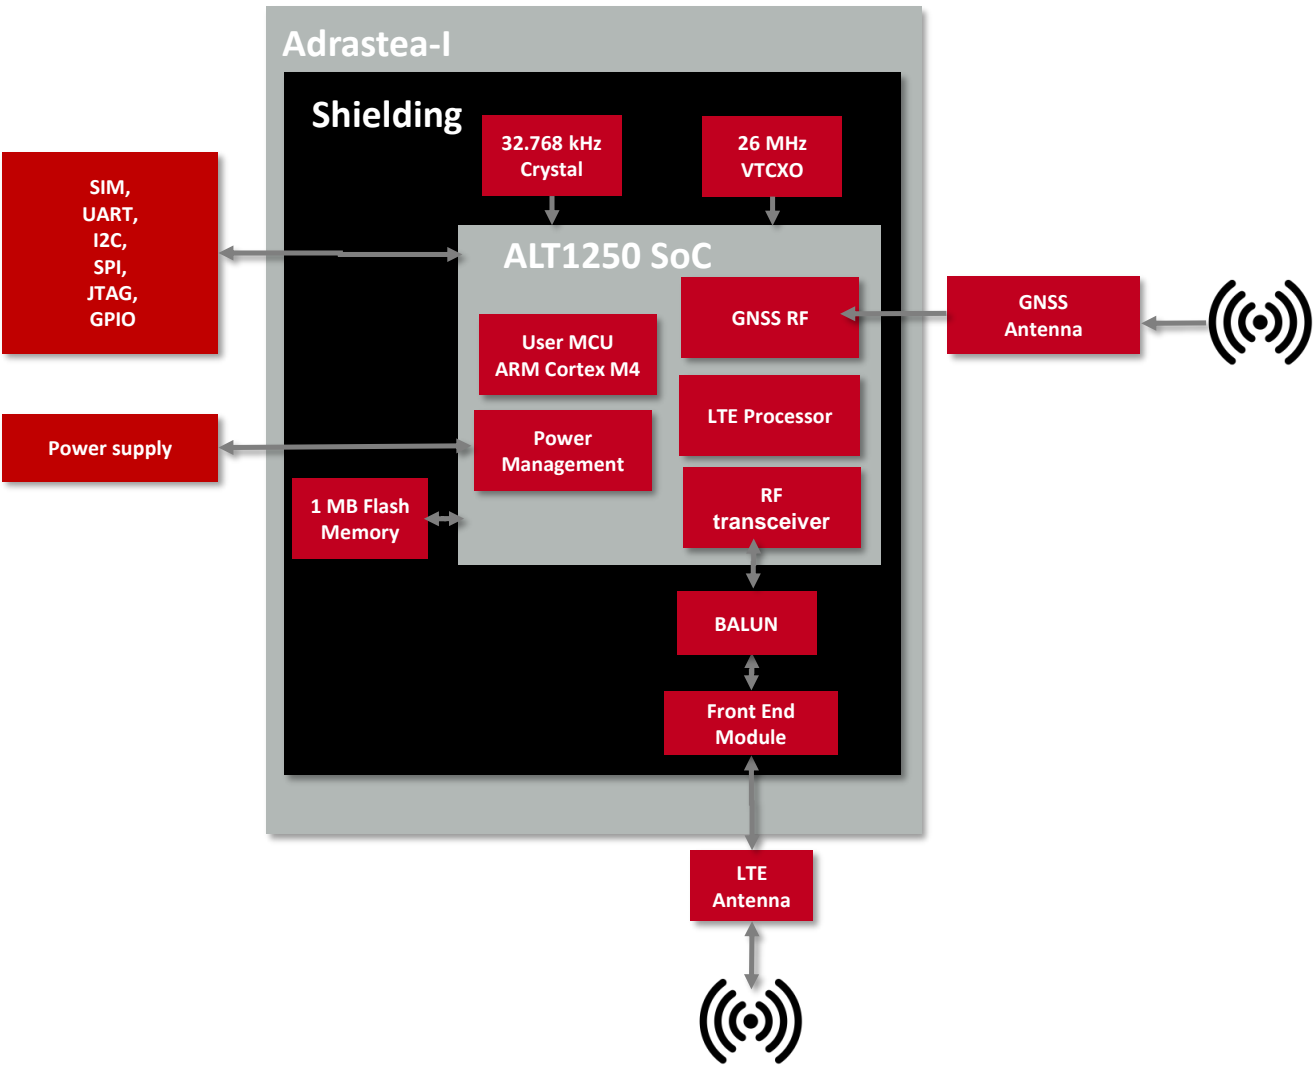 Adrastea-I
Shielding
32.768 kHz
Crystal
26 MHz
VTCXO
SIM,
UART,
I2C,
SPI,
JTAG,
GPIO
ALT1250 SoC
GNSS RF
GNSS
Antenna
User MCU
ARM Cortex M4
LTE Processor
Power supply
Power
Management
1 MB Flash
Memory
RF
transceiver
BALUN
Front End
Module
LTE
Antenna